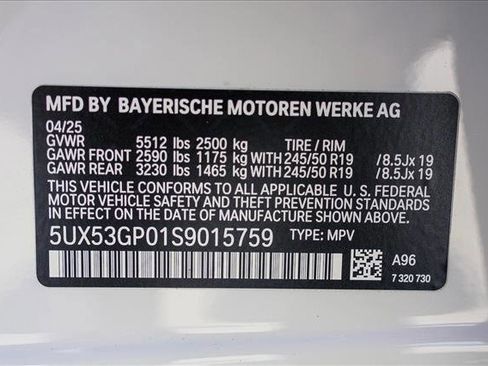 MFD BY BAYERISCHE MOTOREN WERKE AG
04/25
GVWR 5512 lbs 2500 kg TIRE / RIM
GAWR FRONT 2590 lbs 1175 kg WITH 245/50 R19 /8.5Jx 19
GAWR REAR 3230 lbs 1465 kg WITH 245/50 R19 /8.5Jx 19
THIS VEHICLE CONFORMS TO ALL APPLICABLE U.S. FEDERAL
MOTOR VEHICLE SAFETY, BUMPER, AND THEFT PREVENTION
STANDARDS IN EFFECT ON THE DATE OF MANUFACTURE SHOWN ABOVE.
5UX53GP01S9015759 TYPE: MPV
A96
7 320 730